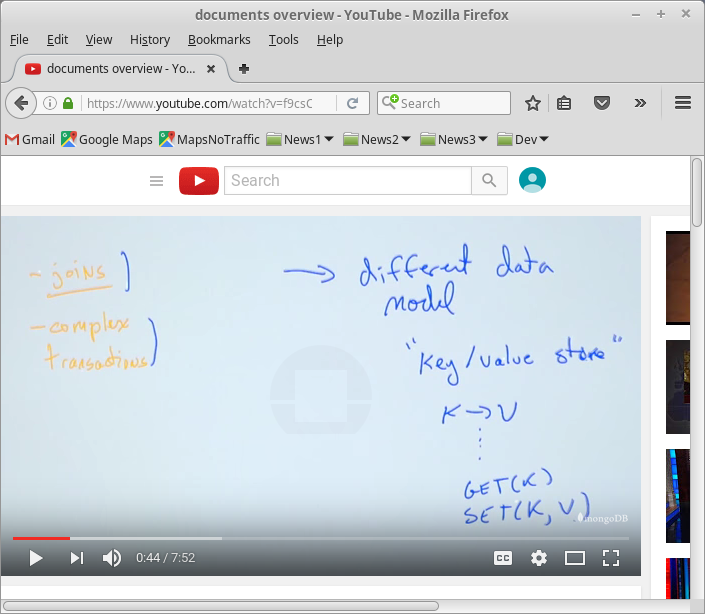 documents overview - YouTube - Mozilla Firefox
File Edit View History Bookmarks Tools Help
documents overview - Yo...
https://www.youtube.com/watch?v=f9csC
Search
Gmail Google Maps MapsNoTraffic News1 News2 News3 Dev
Search
- joins
- complex
transactions
→ different data
model
"key/value store"
K → V
GET(K)
SET(K, V)
mongoDB
0:44 / 7:52
CC